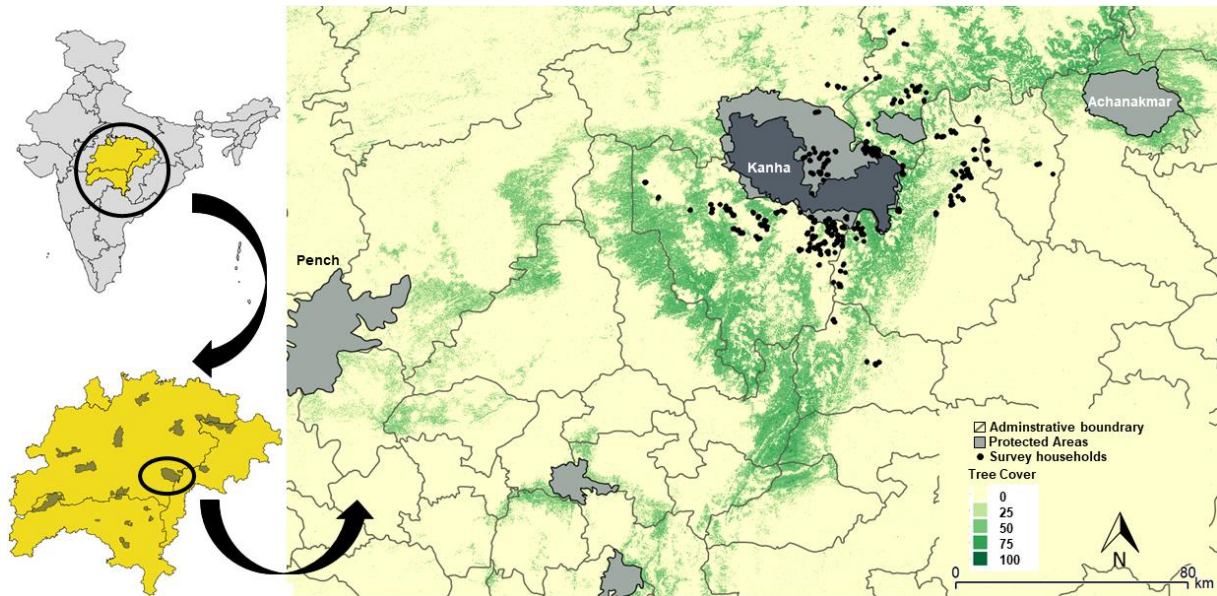 Achanakmar
Kanha
Pench
Adminstrative boundrary
Protected Areas
Survey households
Tree Cover
0
25
50
75
100
N
0 80
km